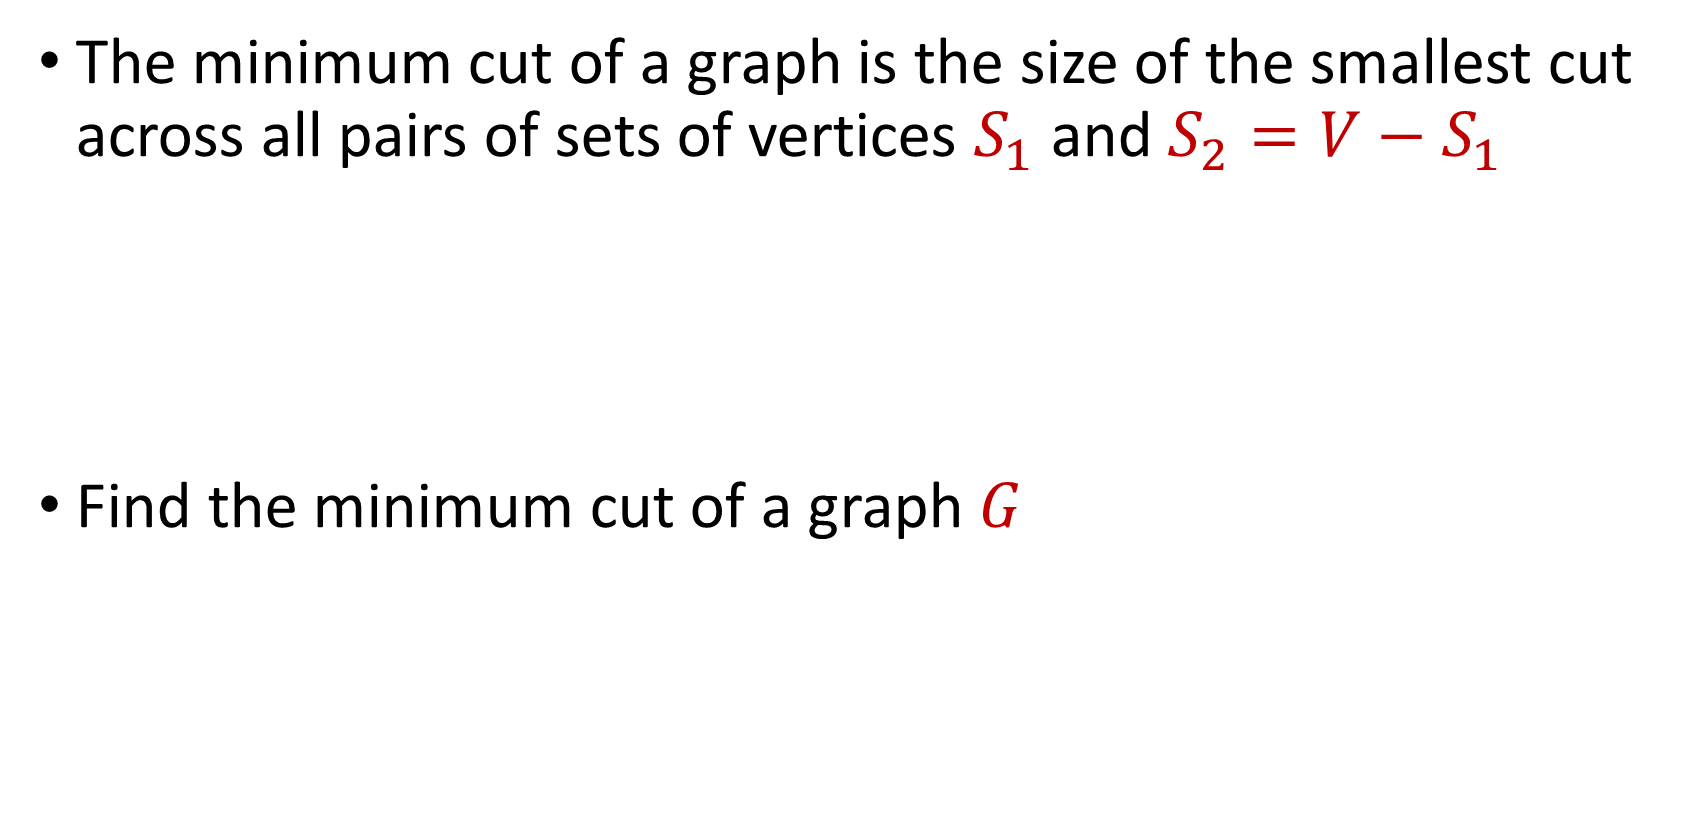 • The minimum cut of a graph is the size of the smallest cut
across all pairs of sets of vertices S₁ and S₂ = V − S₁
• Find the minimum cut of a graph G